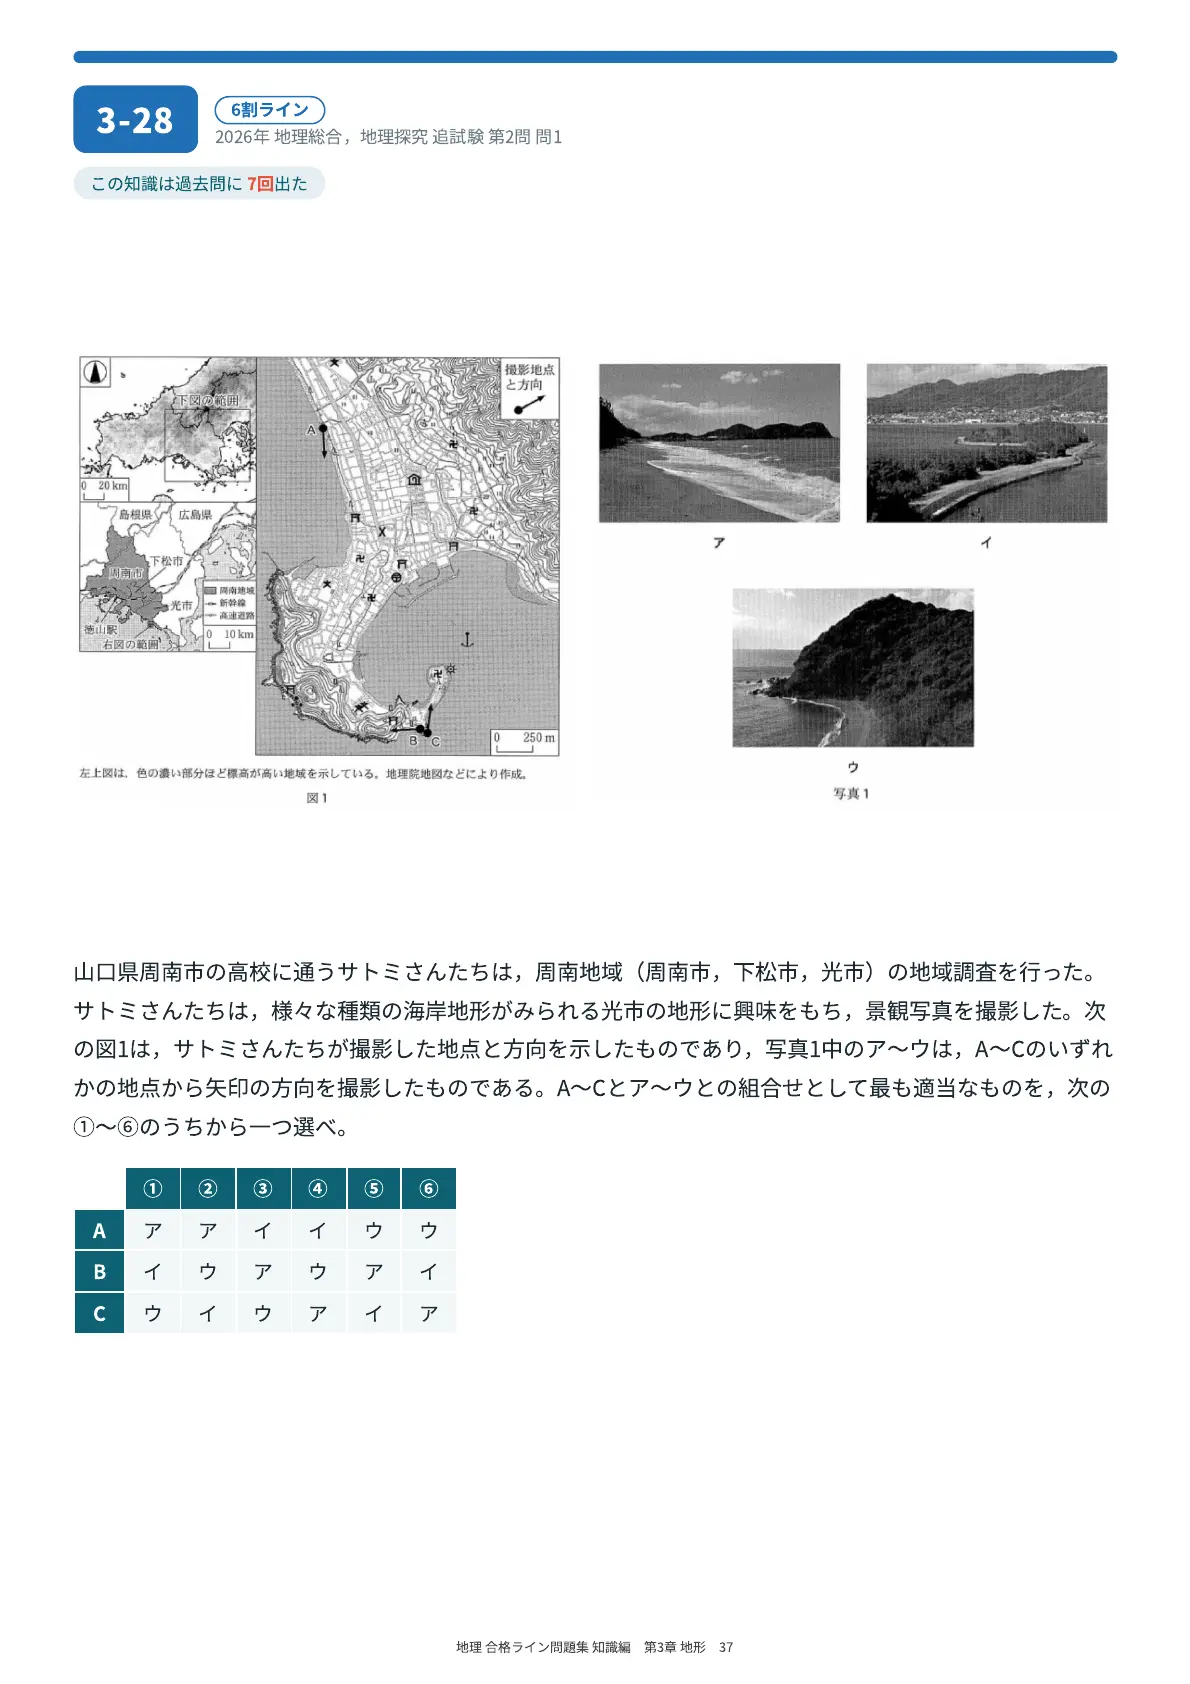 3-28
6割ライン
2026年 地理総合，地理探究 追試験 第2問 問1
この知識は過去問に 7回出た
下図の範囲
0 20 km
島根県
広島県
下松市
周南市
光市
徳山駅
右図の範囲
周南地域
新幹線
高速道路
0 10 km
撮影地点
と方向
A
B
C
0 250 m
左上図は，色の濃い部分ほど標高が高い地域を示している。地理院地図などにより作成。
図1
ア
イ
ウ
写真1
山口県周南市の高校に通うサトミさんたちは，周南地域（周南市，下松市，光市）の地域調査を行った。
サトミさんたちは，様々な種類の海岸地形がみられる光市の地形に興味をもち，景観写真を撮影した。次
の図1は，サトミさんたちが撮影した地点と方向を示したものであり，写真1中のア～ウは，A～Cのいずれ
かの地点から矢印の方向を撮影したものである。A～Cとア～ウとの組合せとして最も適当なものを，次の
①～⑥のうちから一つ選べ。
① ② ③ ④ ⑤ ⑥
A ア ア イ イ ウ ウ
B イ ウ ア ウ ア イ
C ウ イ ウ ア イ ア
地理 合格ライン問題集 知識編 第3章 地形 37